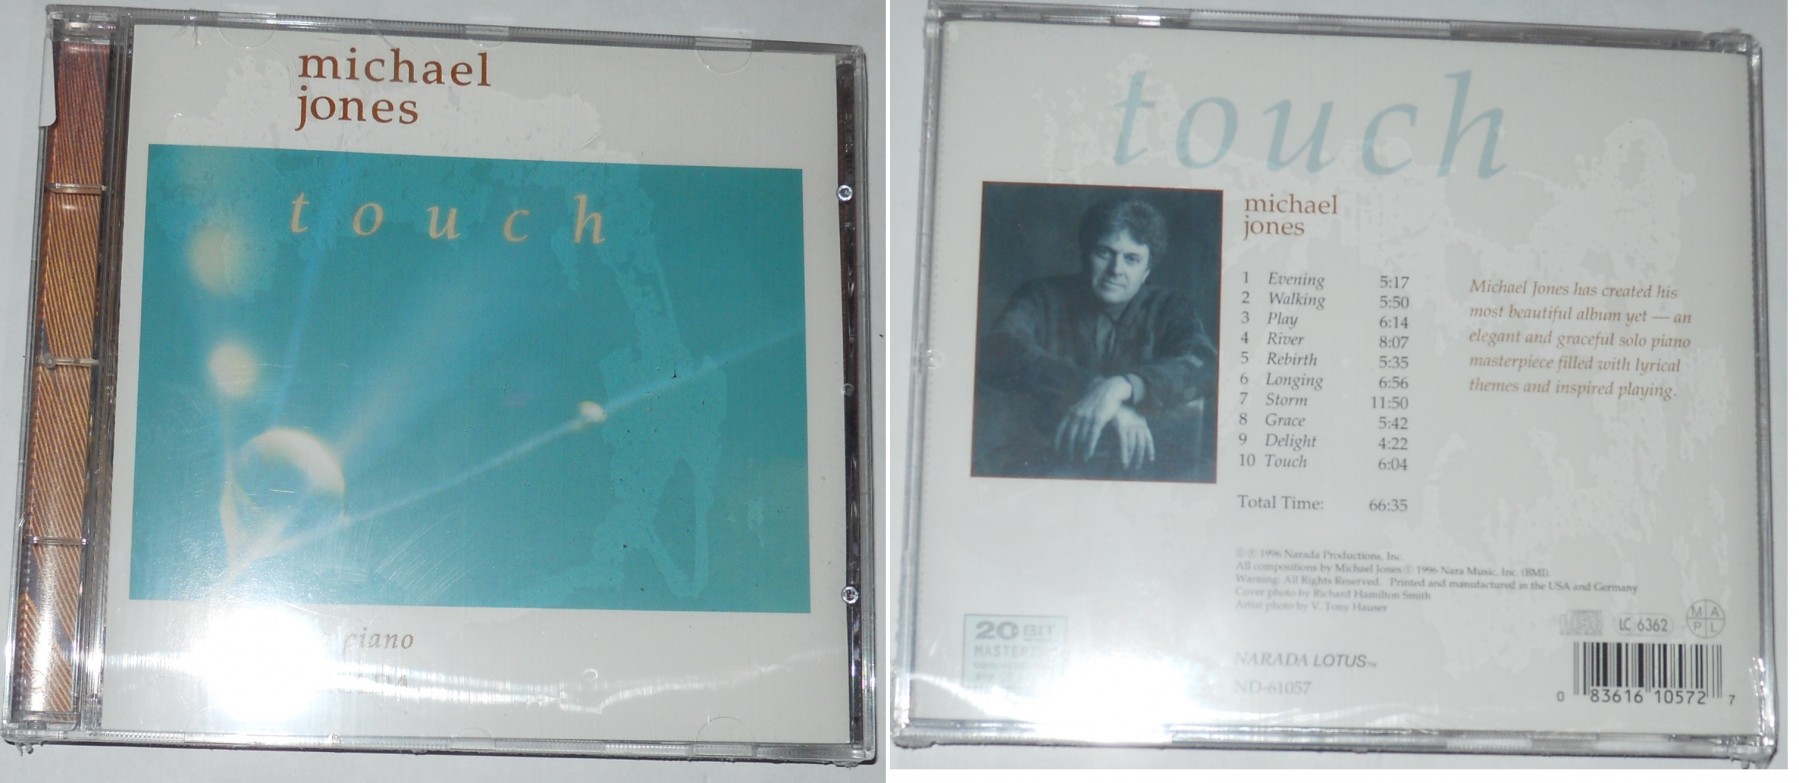 michael
jones
touch
piano
touch
michael
jones
1 Evening 5:17
2 Walking 5:50
3 Play 6:14
4 River 8:07
5 Rebirth 5:35
6 Longing 6:56
7 Storm 11:50
8 Grace 5:42
9 Delight 4:22
10 Touch 6:04
Total Time: 66:35
Michael Jones has created his
most beautiful album yet — an
elegant and graceful solo piano
masterpiece filled with lyrical
themes and inspired playing.
© ℗ 1996 Narada Productions, Inc.
All compositions by Michael Jones © 1996 Nara Music, Inc. (BMI)
Warning: All Rights Reserved. Printed and manufactured in the USA and Germany
Cover photo by Richard Hamilton Smith
Artist photo by V. Tony Hauser
20 BIT
NARADA LOTUS™
ND-61057
LC 6362
M A
P L
0 83616 10572 7